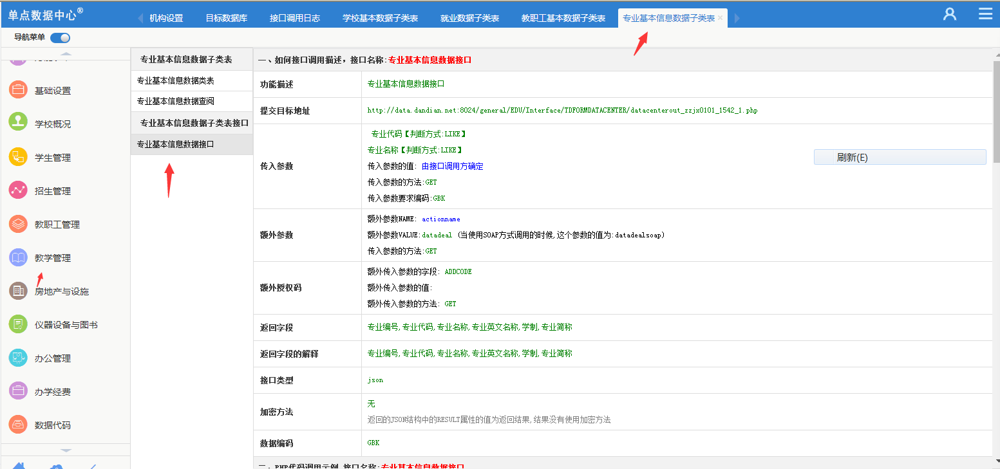 单点数据中心®
机构设置
目标数据库
接口调用日志
学校基本数据子类表
就业数据子类表
教职工基本数据子类表
专业基本信息数据子类表 ×
导航菜单
基础设置
学校概况
学生管理
招生管理
教职工管理
教学管理
房地产与设施
仪器设备与图书
办公管理
办学经费
数据代码
专业基本信息数据子类表
专业基本信息数据类表
专业基本信息数据查阅
专业基本信息数据子类表接口
专业基本信息数据接口
一、如何接口调用描述，接口名称:专业基本信息数据接口
功能描述
专业基本信息数据接口
提交目标地址
http://data.dandian.net:8024/general/EDU/Interface/TDFORMDATACENTER/datacenterout_zzjx0101_1542_1.php
传入参数
专业代码【判断方式:LIKE】
专业名称【判断方式:LIKE】
传入参数的值: 由接口调用方确定
传入参数的方法:GET
传入参数要求编码:GBK
刷新(E)
额外参数
额外参数NAME: actionname
额外参数VALUE:datadeal (当使用SOAP方式调用的时候,这个参数的值为:datadealsoap)
传入参数的方法:GET
额外授权码
额外传入参数的字段: ADDCODE
额外传入参数的值:
额外传入参数的方法: GET
返回字段
专业编号,专业代码,专业名称,专业英文名称,学制,专业简称
返回字段的解释
专业编号,专业代码,专业名称,专业英文名称,学制,专业简称
接口类型
json
加密方法
无
返回的JSON结构中的RESULT属性的值为返回结果,结果没有使用加密方法
数据编码
GBK
二、PHP代码调用示例,接口名称:专业基本信息数据接口